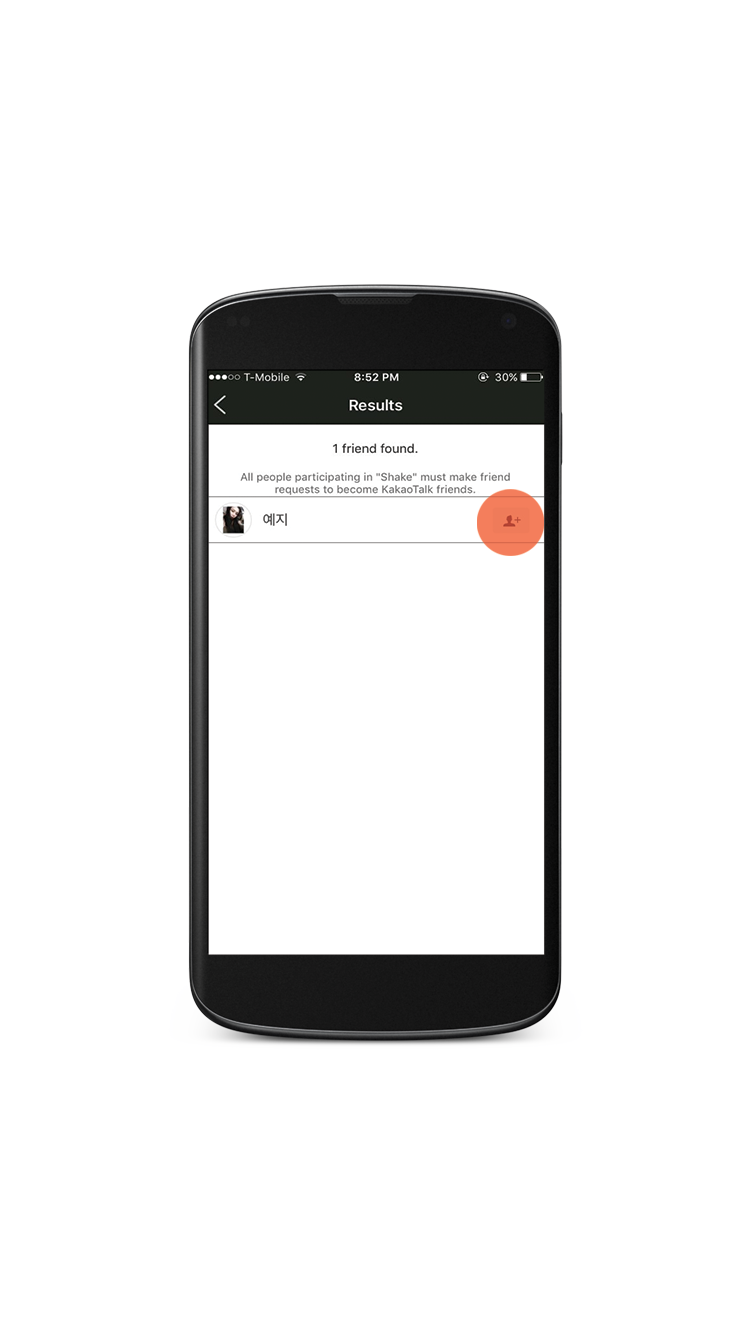 T-Mobile 8:52 PM 30%
Results
1 friend found.
All people participating in "Shake" must make friend
requests to become KakaoTalk friends.
예지